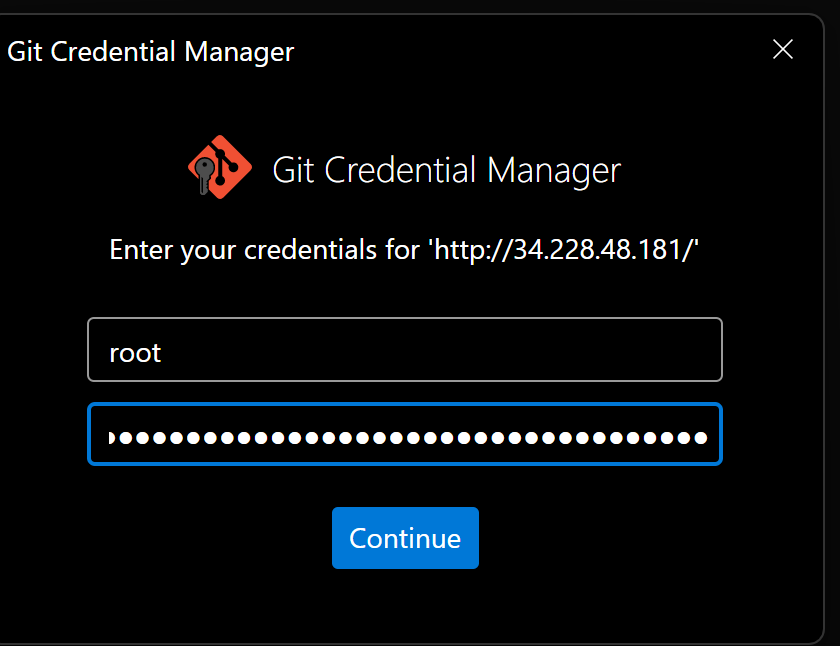 Git Credential Manager
Git Credential Manager
Enter your credentials for 'http://34.228.48.181/'
root
Continue